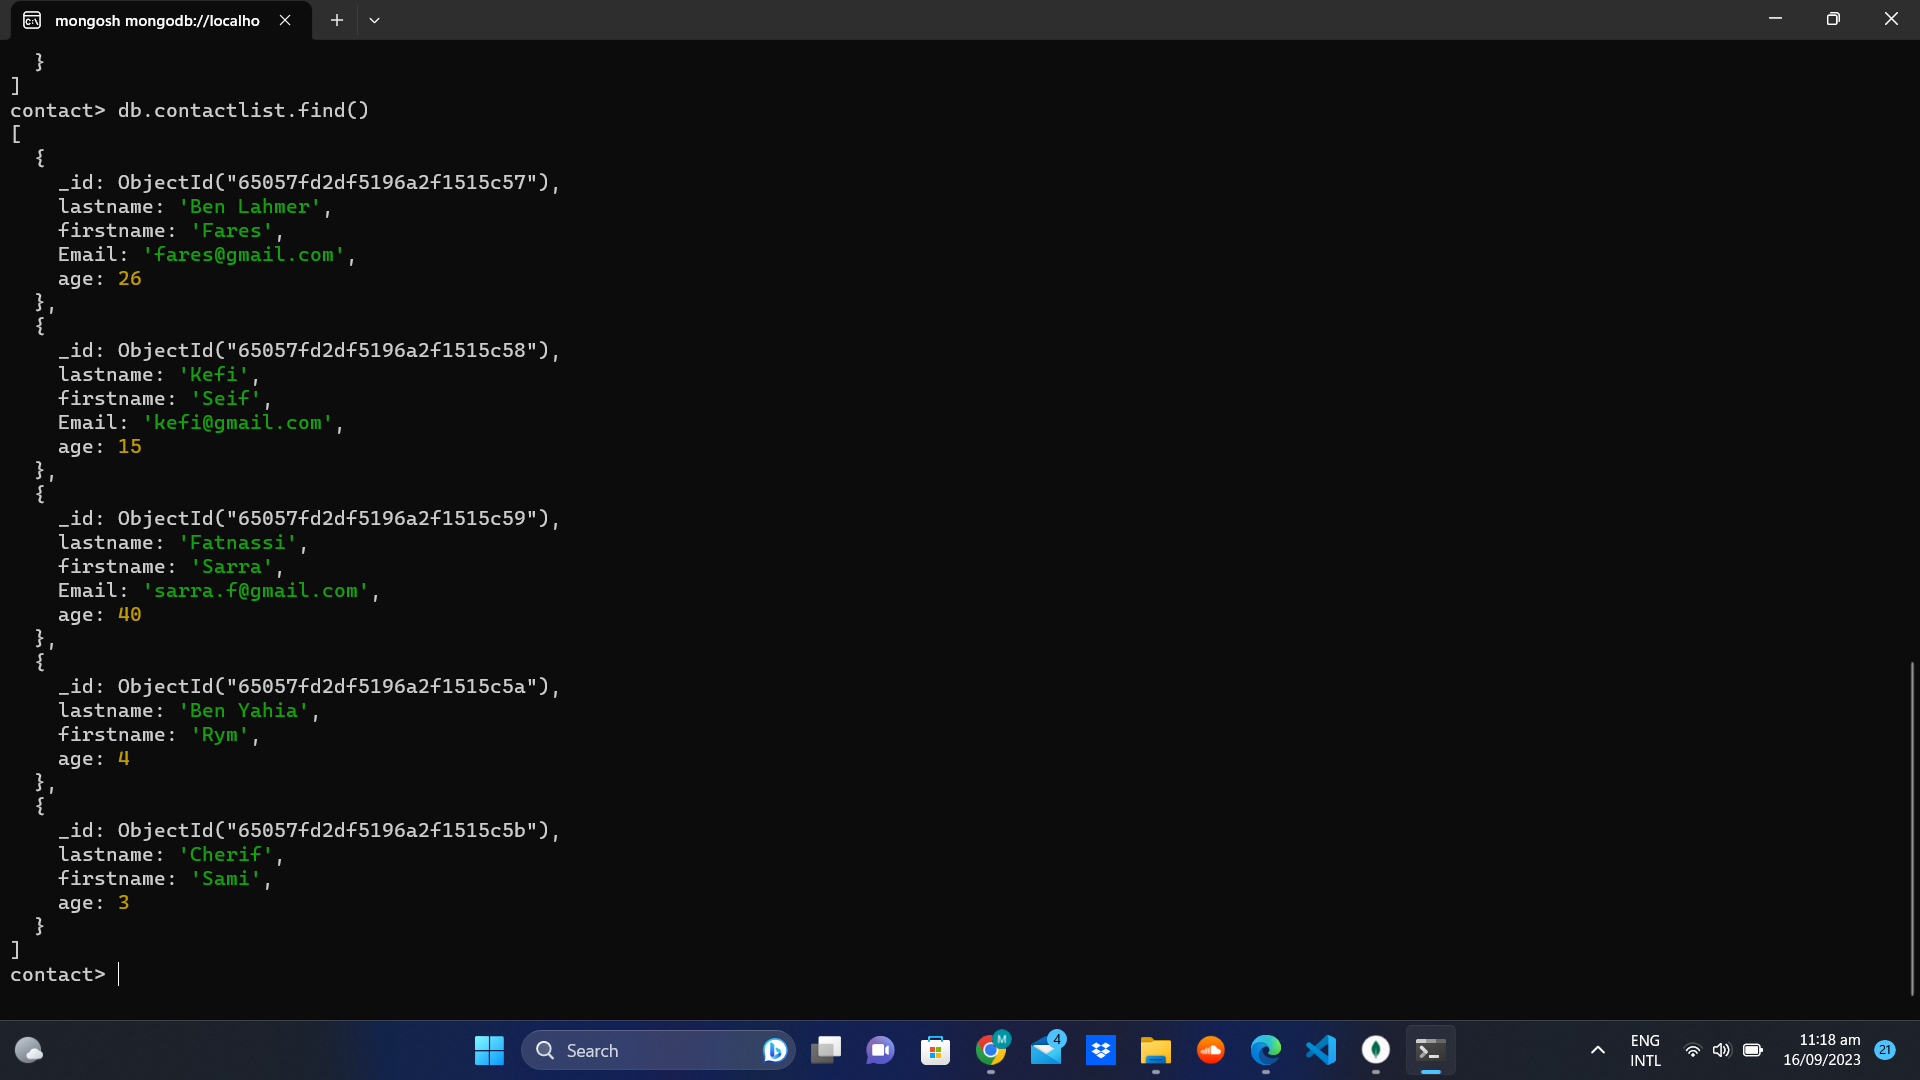 mongosh mongodb://localho
}
]
contact> db.contactlist.find()
[
{
_id: ObjectId("65057fd2df5196a2f1515c57"),
lastname: 'Ben Lahmer',
firstname: 'Fares',
Email: 'fares@gmail.com',
age: 26
},
{
_id: ObjectId("65057fd2df5196a2f1515c58"),
lastname: 'Kefi',
firstname: 'Seif',
Email: 'kefi@gmail.com',
age: 15
},
{
_id: ObjectId("65057fd2df5196a2f1515c59"),
lastname: 'Fatnassi',
firstname: 'Sarra',
Email: 'sarra.f@gmail.com',
age: 40
},
{
_id: ObjectId("65057fd2df5196a2f1515c5a"),
lastname: 'Ben Yahia',
firstname: 'Rym',
age: 4
},
{
_id: ObjectId("65057fd2df5196a2f1515c5b"),
lastname: 'Cherif',
firstname: 'Sami',
age: 3
}
]
contact>
Search
M
4
ENG
INTL
11:18 am
16/09/2023
21